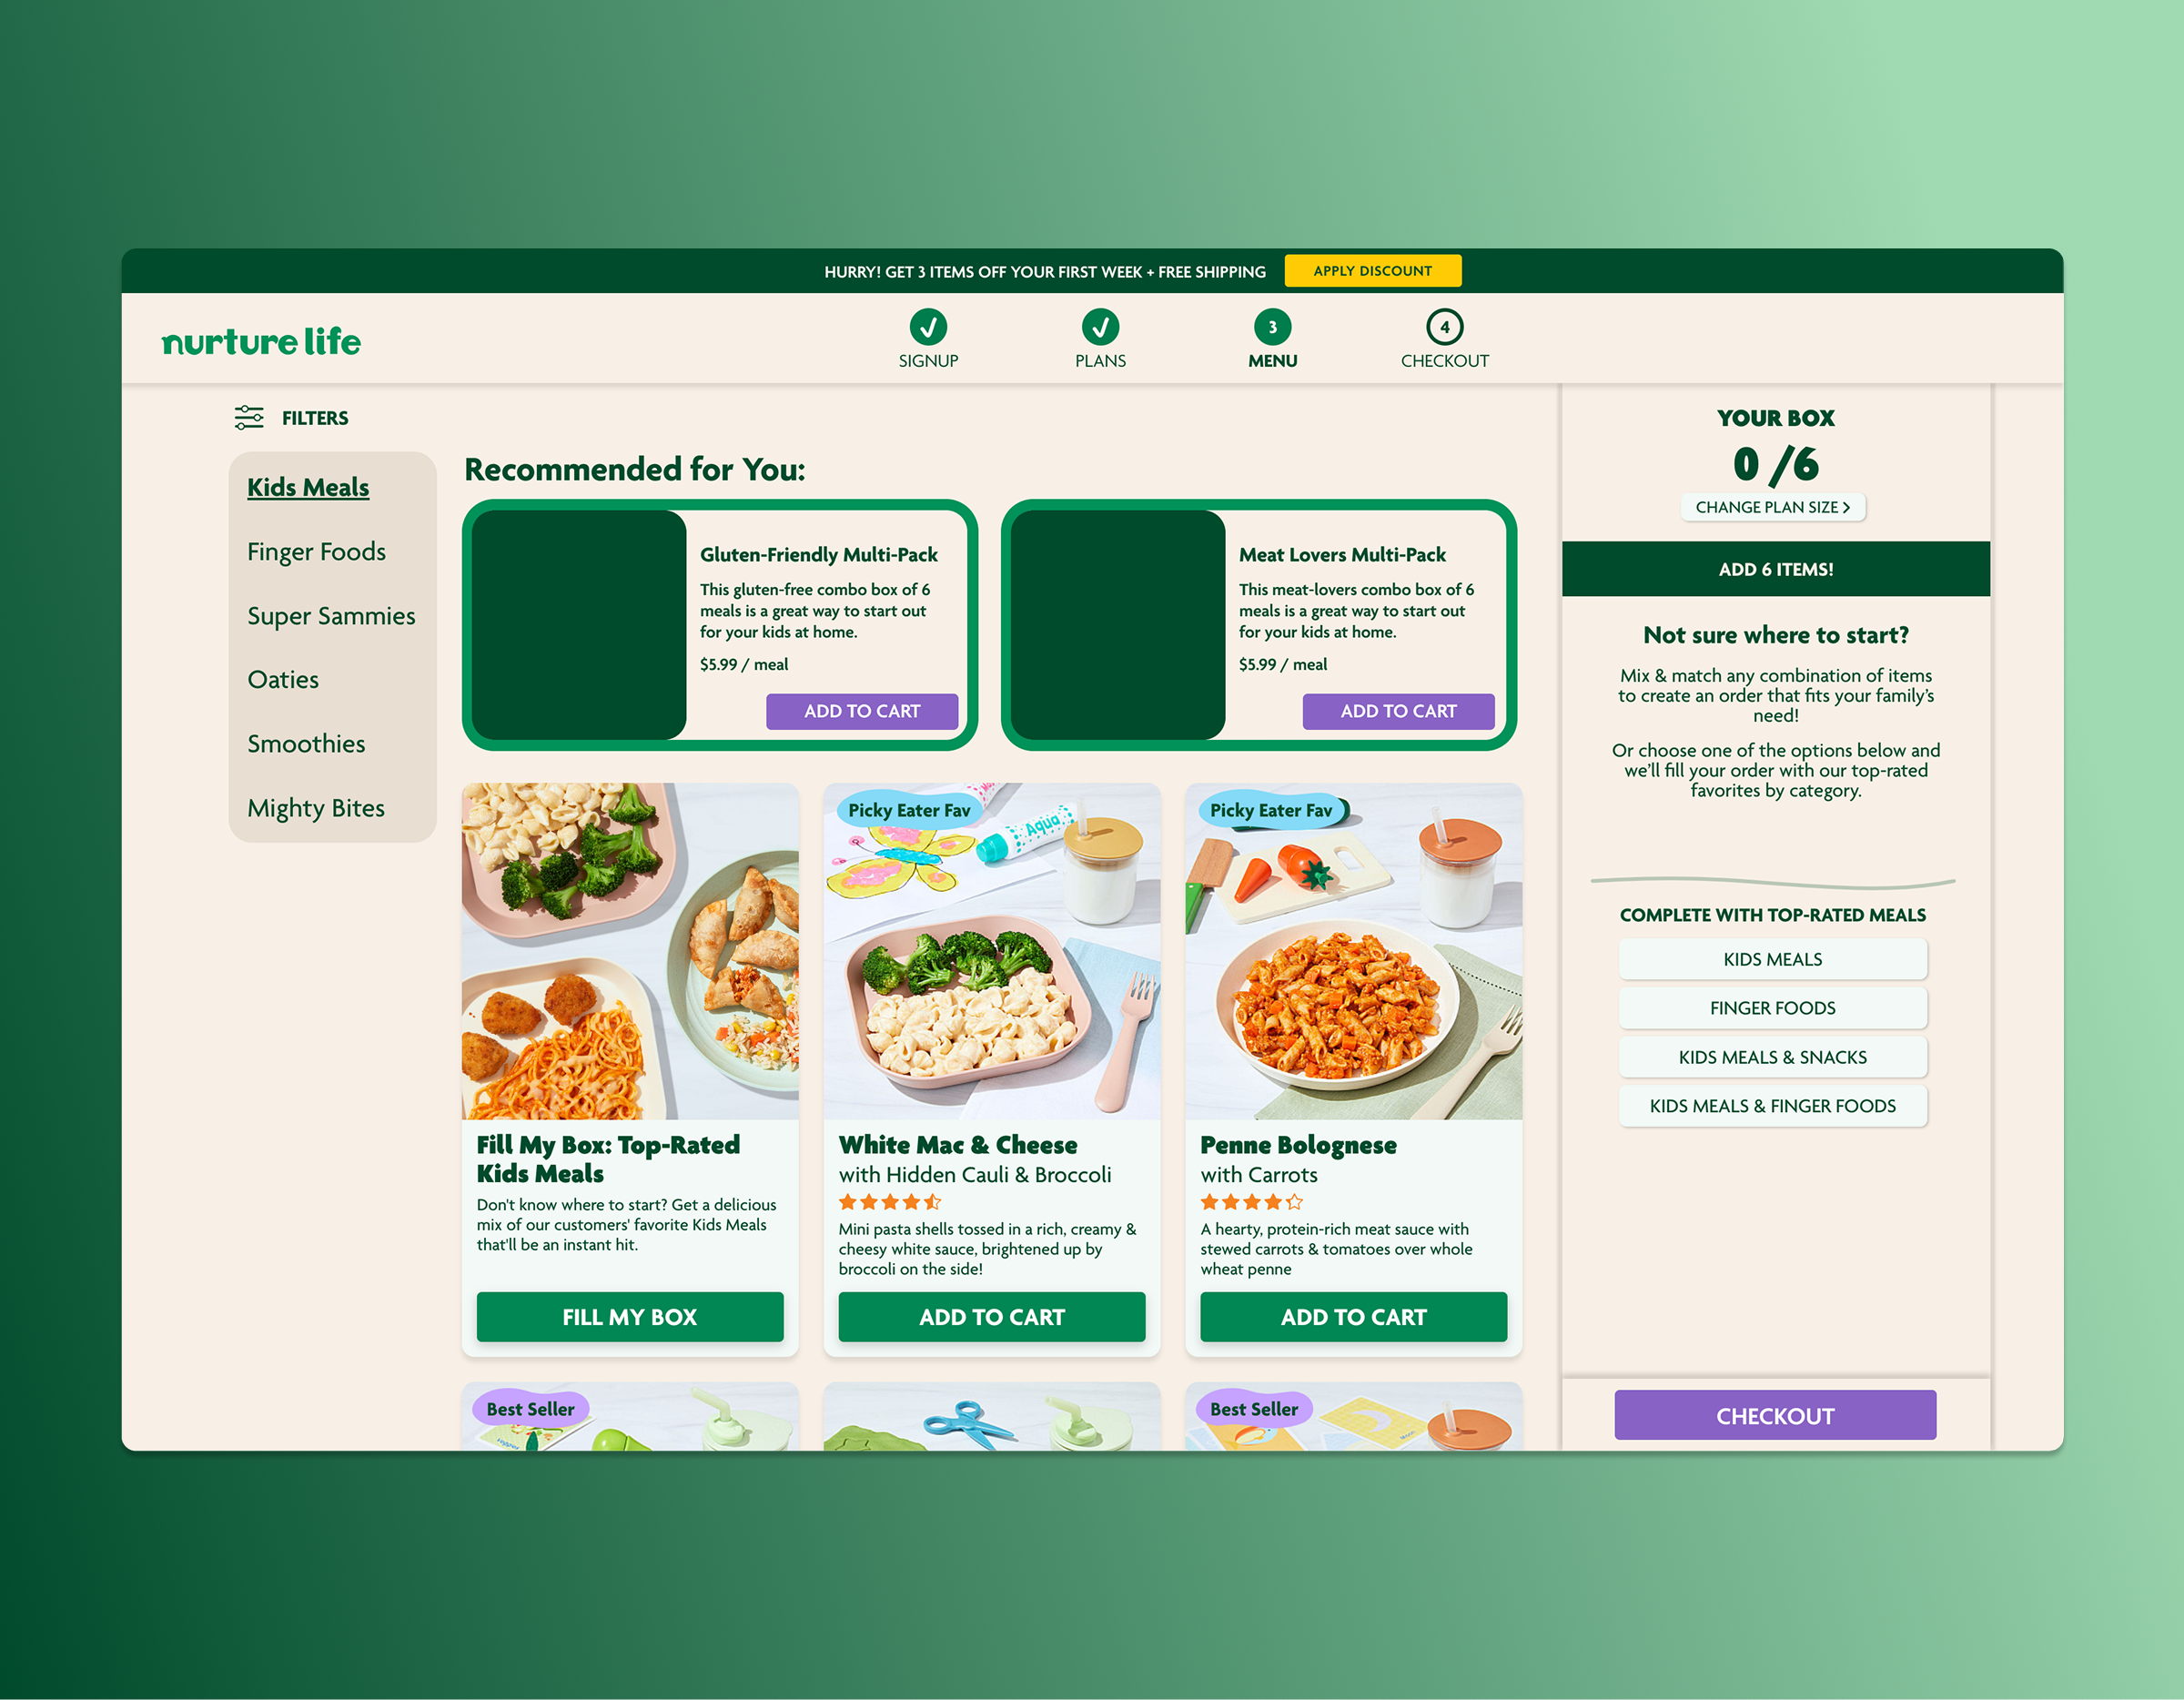 HURRY! GET 3 ITEMS OFF YOUR FIRST WEEK + FREE SHIPPING
APPLY DISCOUNT
nurture life
SIGNUP
PLANS
3
MENU
4
CHECKOUT
FILTERS
Kids Meals
Finger Foods
Super Sammies
Oaties
Smoothies
Mighty Bites
Recommended for You:
Gluten-Friendly Multi-Pack
This gluten-free combo box of 6
meals is a great way to start out
for your kids at home.
$5.99 / meal
ADD TO CART
Meat Lovers Multi-Pack
This meat-lovers combo box of 6
meals is a great way to start out
for your kids at home.
$5.99 / meal
ADD TO CART
Fill My Box: Top-Rated
Kids Meals
Don't know where to start? Get a delicious
mix of our customers' favorite Kids Meals
that'll be an instant hit.
FILL MY BOX
Picky Eater Fav
Aqua
White Mac & Cheese
with Hidden Cauli & Broccoli
Mini pasta shells tossed in a rich, creamy &
cheesy white sauce, brightened up by
broccoli on the side!
ADD TO CART
Picky Eater Fav
Penne Bolognese
with Carrots
A hearty, protein-rich meat sauce with
stewed carrots & tomatoes over whole
wheat penne
ADD TO CART
Best Seller
Best Seller
YOUR BOX
0 /6
CHANGE PLAN SIZE >
ADD 6 ITEMS!
Not sure where to start?
Mix & match any combination of items
to create an order that fits your family's
need!
Or choose one of the options below and
we'll fill your order with our top-rated
favorites by category.
COMPLETE WITH TOP-RATED MEALS
KIDS MEALS
FINGER FOODS
KIDS MEALS & SNACKS
KIDS MEALS & FINGER FOODS
CHECKOUT